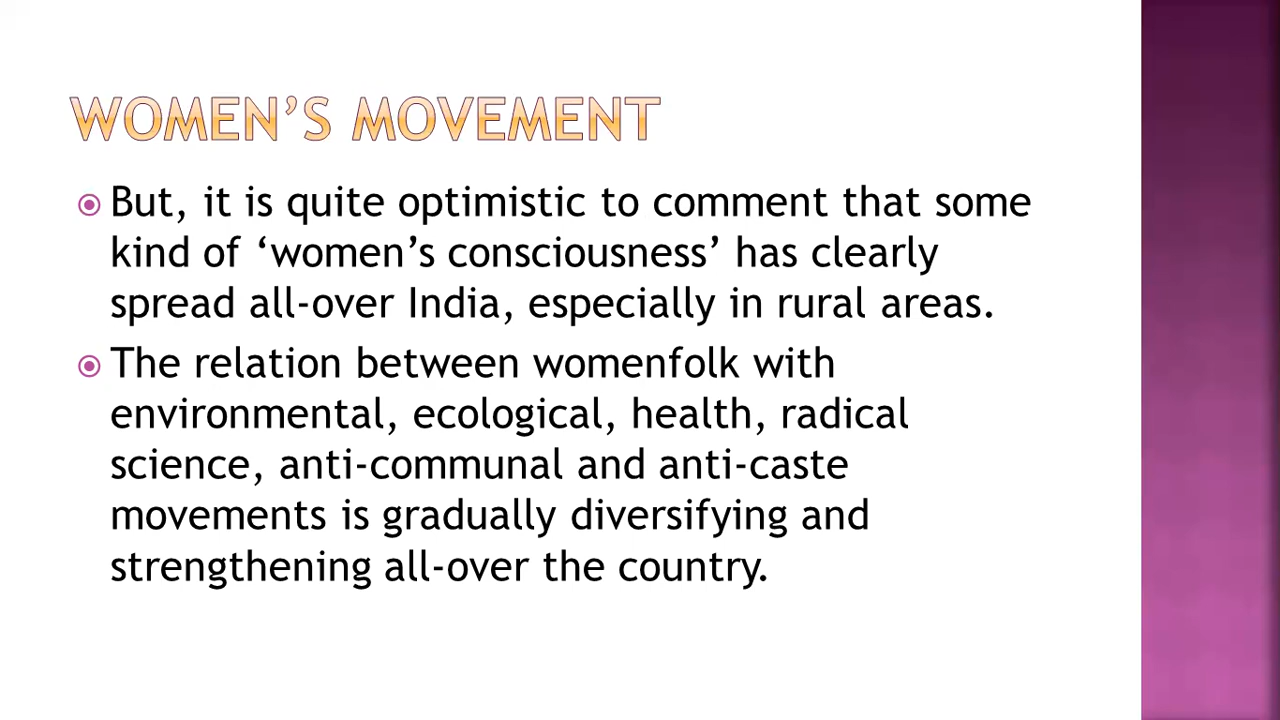 WOMEN’S MOVEMENT
But, it is quite optimistic to comment that some
kind of ‘women’s consciousness’ has clearly
spread all-over India, especially in rural areas.
The relation between womenfolk with
environmental, ecological, health, radical
science, anti-communal and anti-caste
movements is gradually diversifying and
strengthening all-over the country.